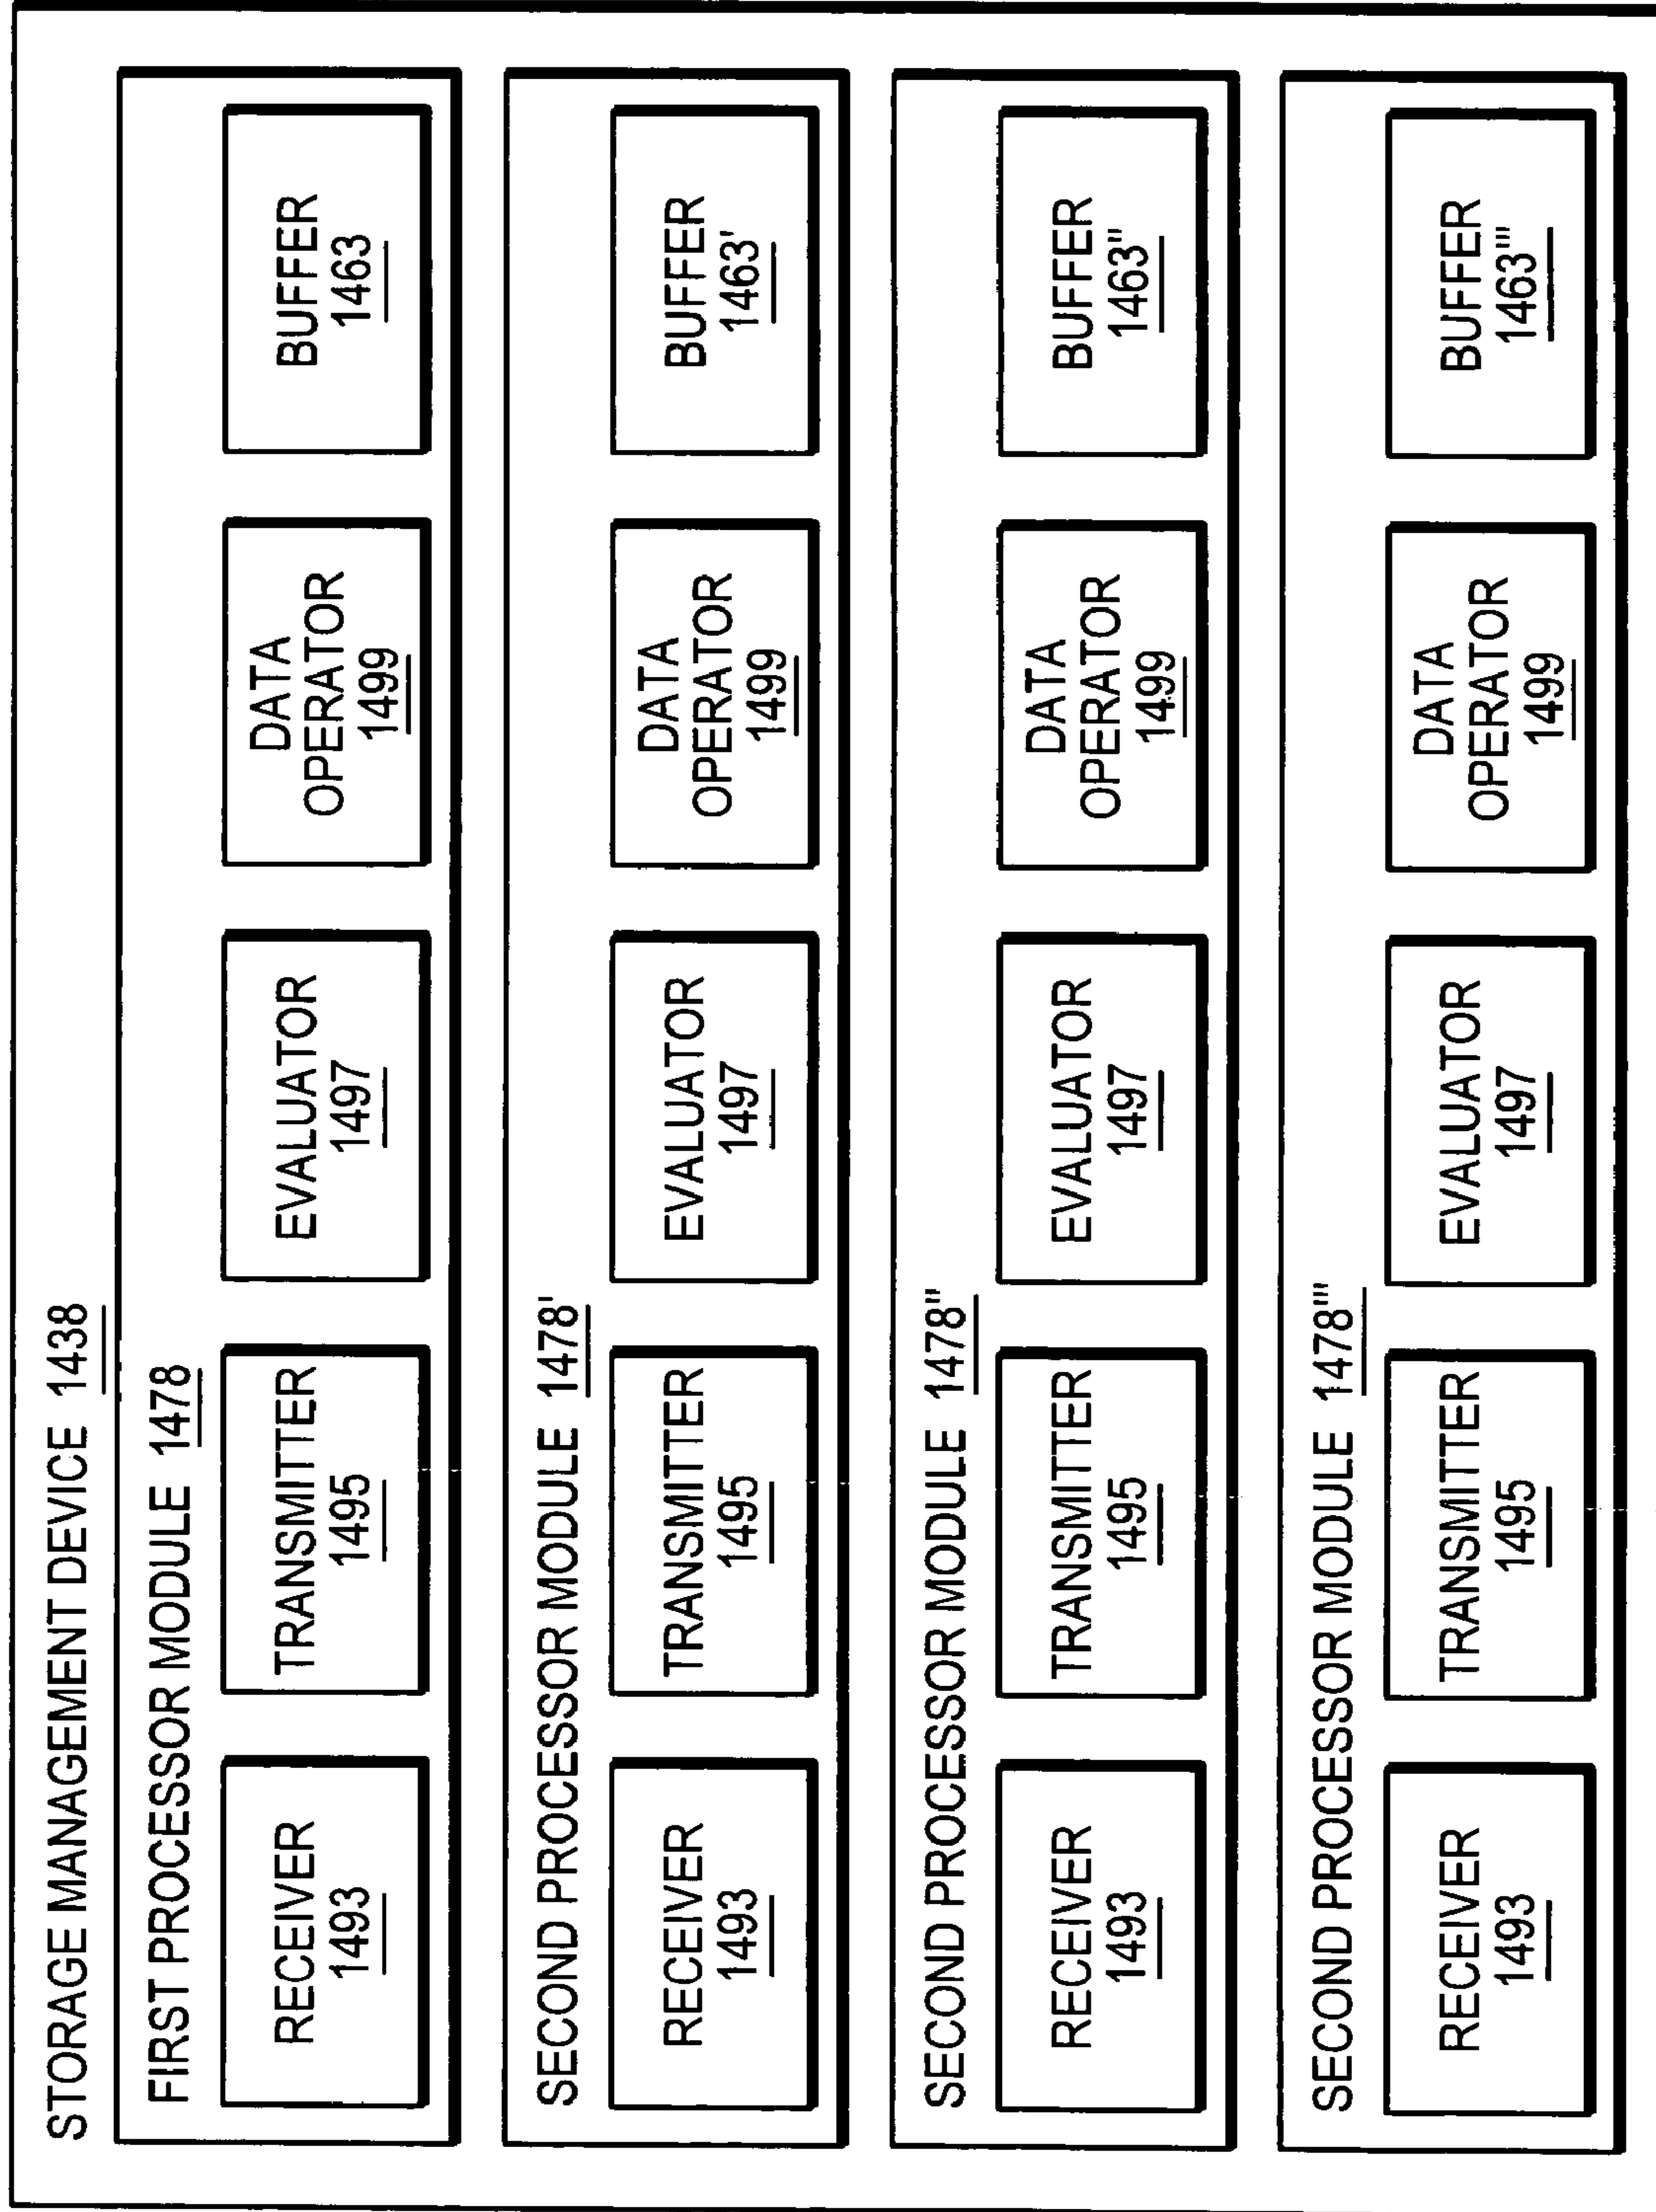 STORAGE MANAGEMENT DEVICE 1438
FIRST PROCESSOR MODULE 1478
RECEIVER
1493
TRANSMITTER
1495
EVALUATOR
1497
DATA
OPERATOR
1499
BUFFER
1463
SECOND PROCESSOR MODULE 1478'
RECEIVER
1493
TRANSMITTER
1495
EVALUATOR
1497
DATA
OPERATOR
1499
BUFFER
1463'
SECOND PROCESSOR MODULE 1478"
RECEIVER
1493
TRANSMITTER
1495
EVALUATOR
1497
DATA
OPERATOR
1499
BUFFER
1463"
SECOND PROCESSOR MODULE 1478'"
RECEIVER
1493
TRANSMITTER
1495
EVALUATOR
1497
DATA
OPERATOR
1499
BUFFER
1463'"